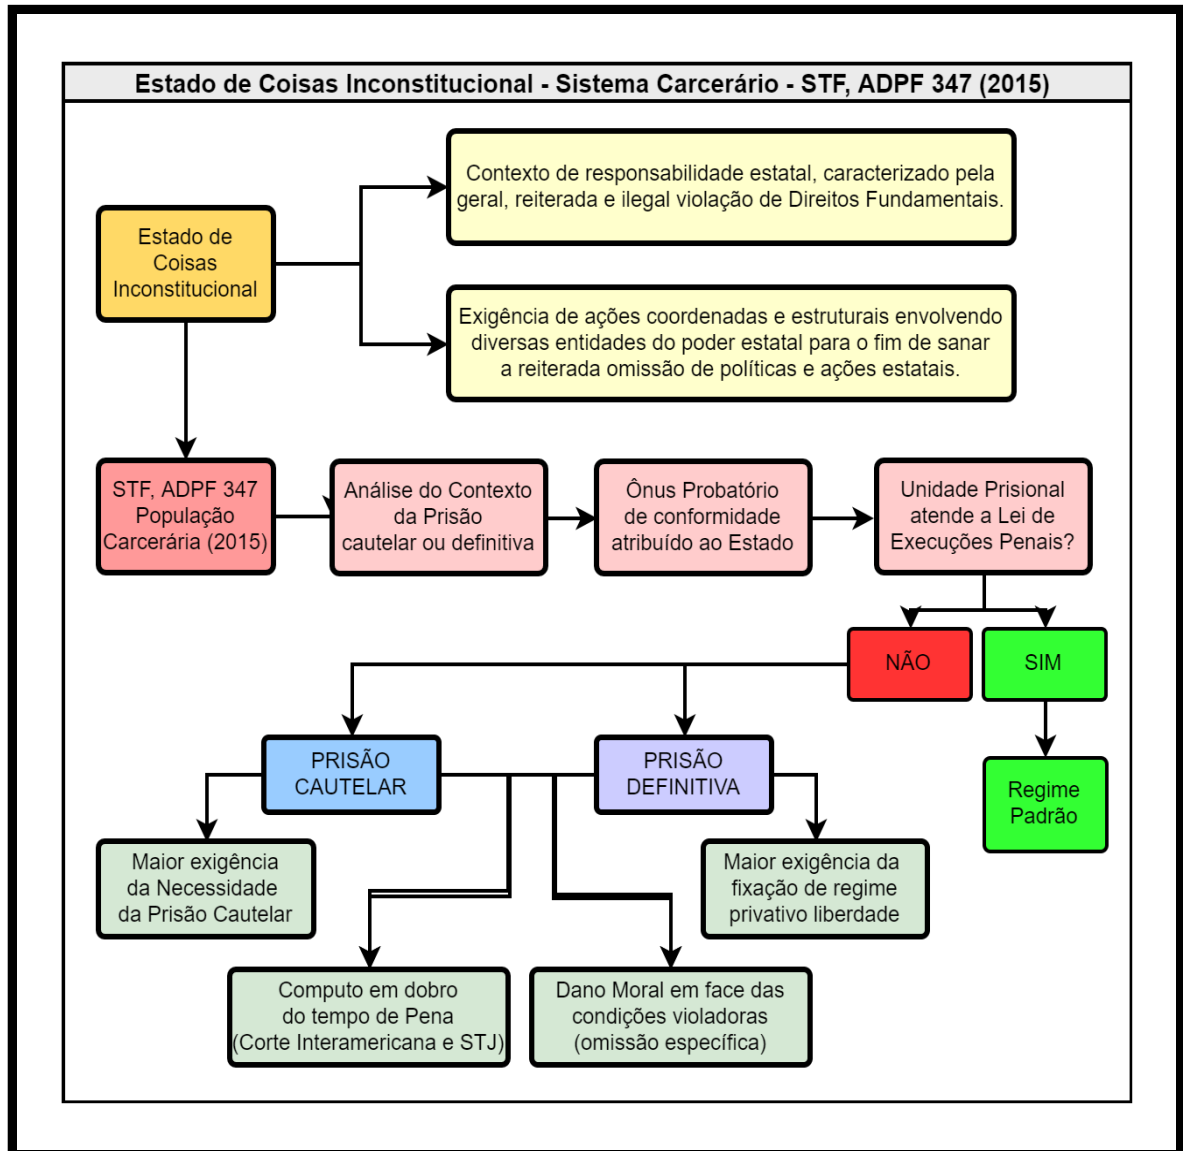 Estado de Coisas Inconstitucional - Sistema Carcerário - STF, ADPF 347 (2015)
Contexto de responsabilidade estatal, caracterizado pela
geral, reiterada e ilegal violação de Direitos Fundamentais.
Estado de
Coisas
Inconstitucional
Exigência de ações coordenadas e estruturais envolvendo
diversas entidades do poder estatal para o fim de sanar
a reiterada omissão de políticas e ações estatais.
STF, ADPF 347
População
Carcerária (2015)
Análise do Contexto
da Prisão
cautelar ou definitiva
Ônus Probatório
de conformidade
atribuído ao Estado
Unidade Prisional
atende a Lei de
Execuções Penais?
NÃO
SIM
PRISÃO
CAUTELAR
PRISÃO
DEFINITIVA
Regime
Padrão
Maior exigência
da Necessidade
da Prisão Cautelar
Maior exigência da
fixação de regime
privativo liberdade
Computo em dobro
do tempo de Pena
(Corte Interamericana e STJ)
Dano Moral em face das
condições violadoras
(omissão específica)